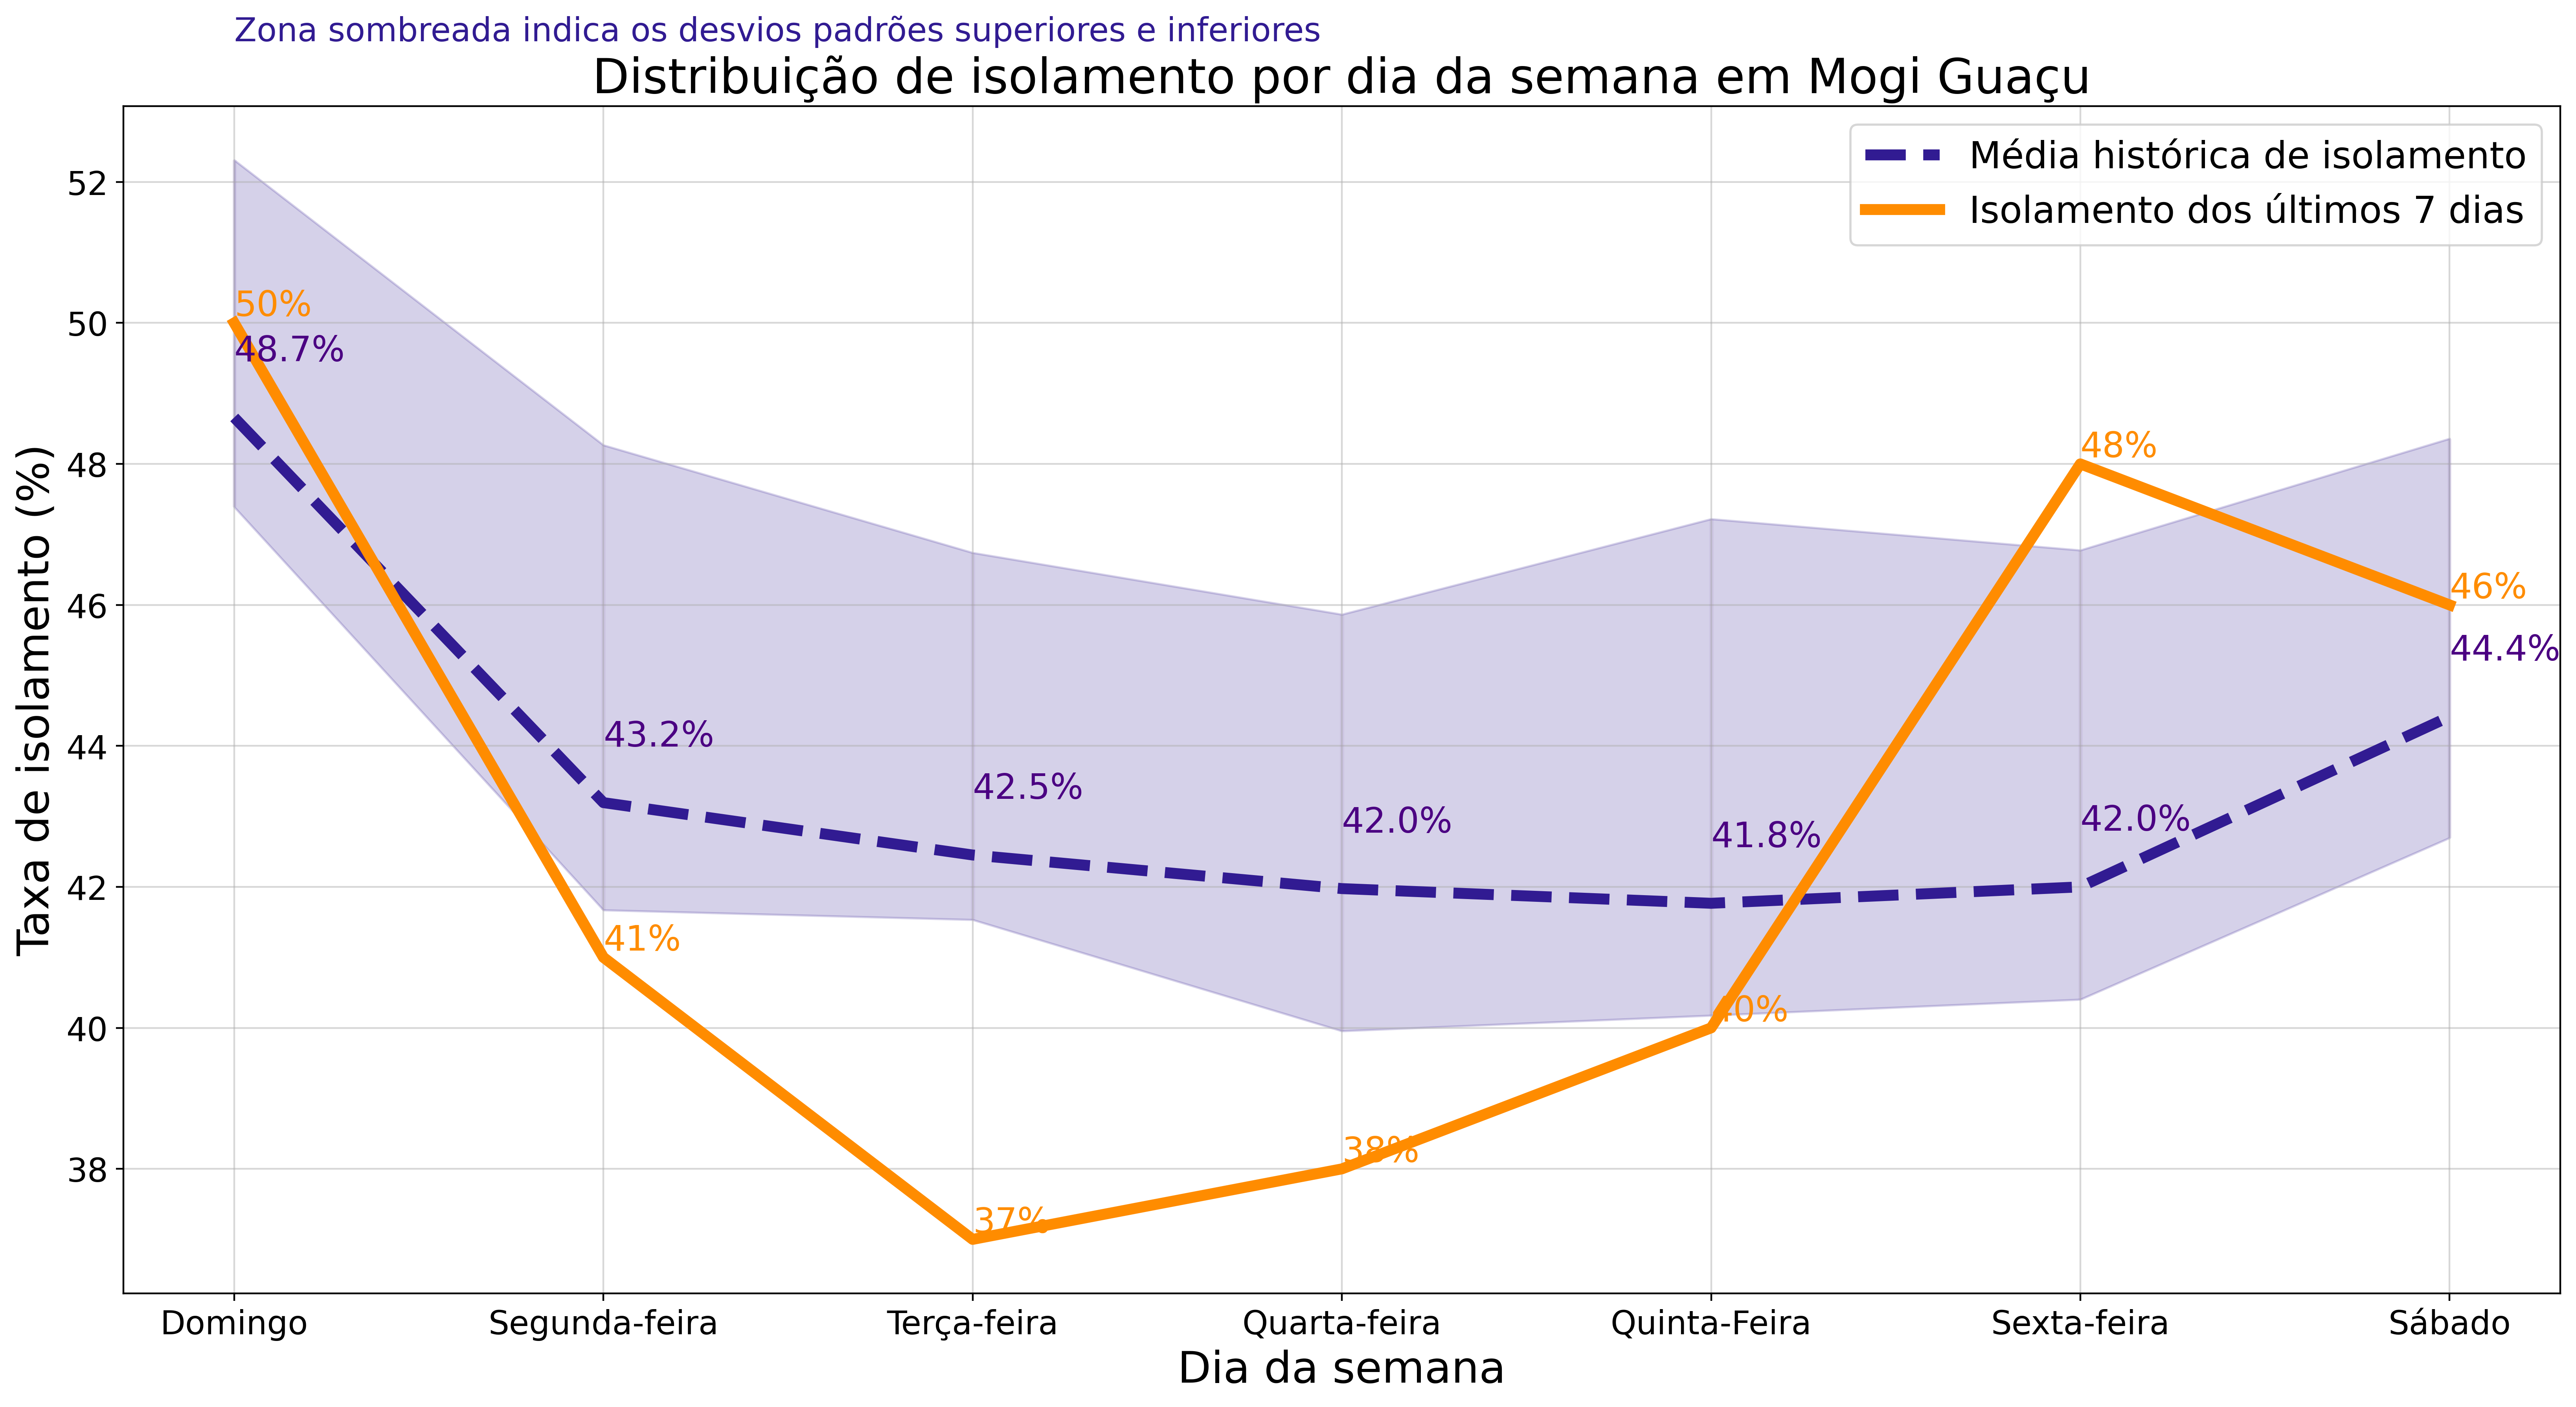 Zona sombreada indica os desvios padrões superiores e inferiores
Distribuição de isolamento por dia da semana em Mogi Guaçu
Média histórica de isolamento
Isolamento dos últimos 7 dias
Taxa de isolamento (%)
52
50
48
46
44
42
40
38
50%
48.7%
43.2%
41%
42.5%
37%
42.0%
38%
41.8%
40%
48%
42.0%
46%
44.4%
Domingo
Segunda-feira
Terça-feira
Quarta-feira
Quinta-Feira
Sexta-feira
Sábado
Dia da semana